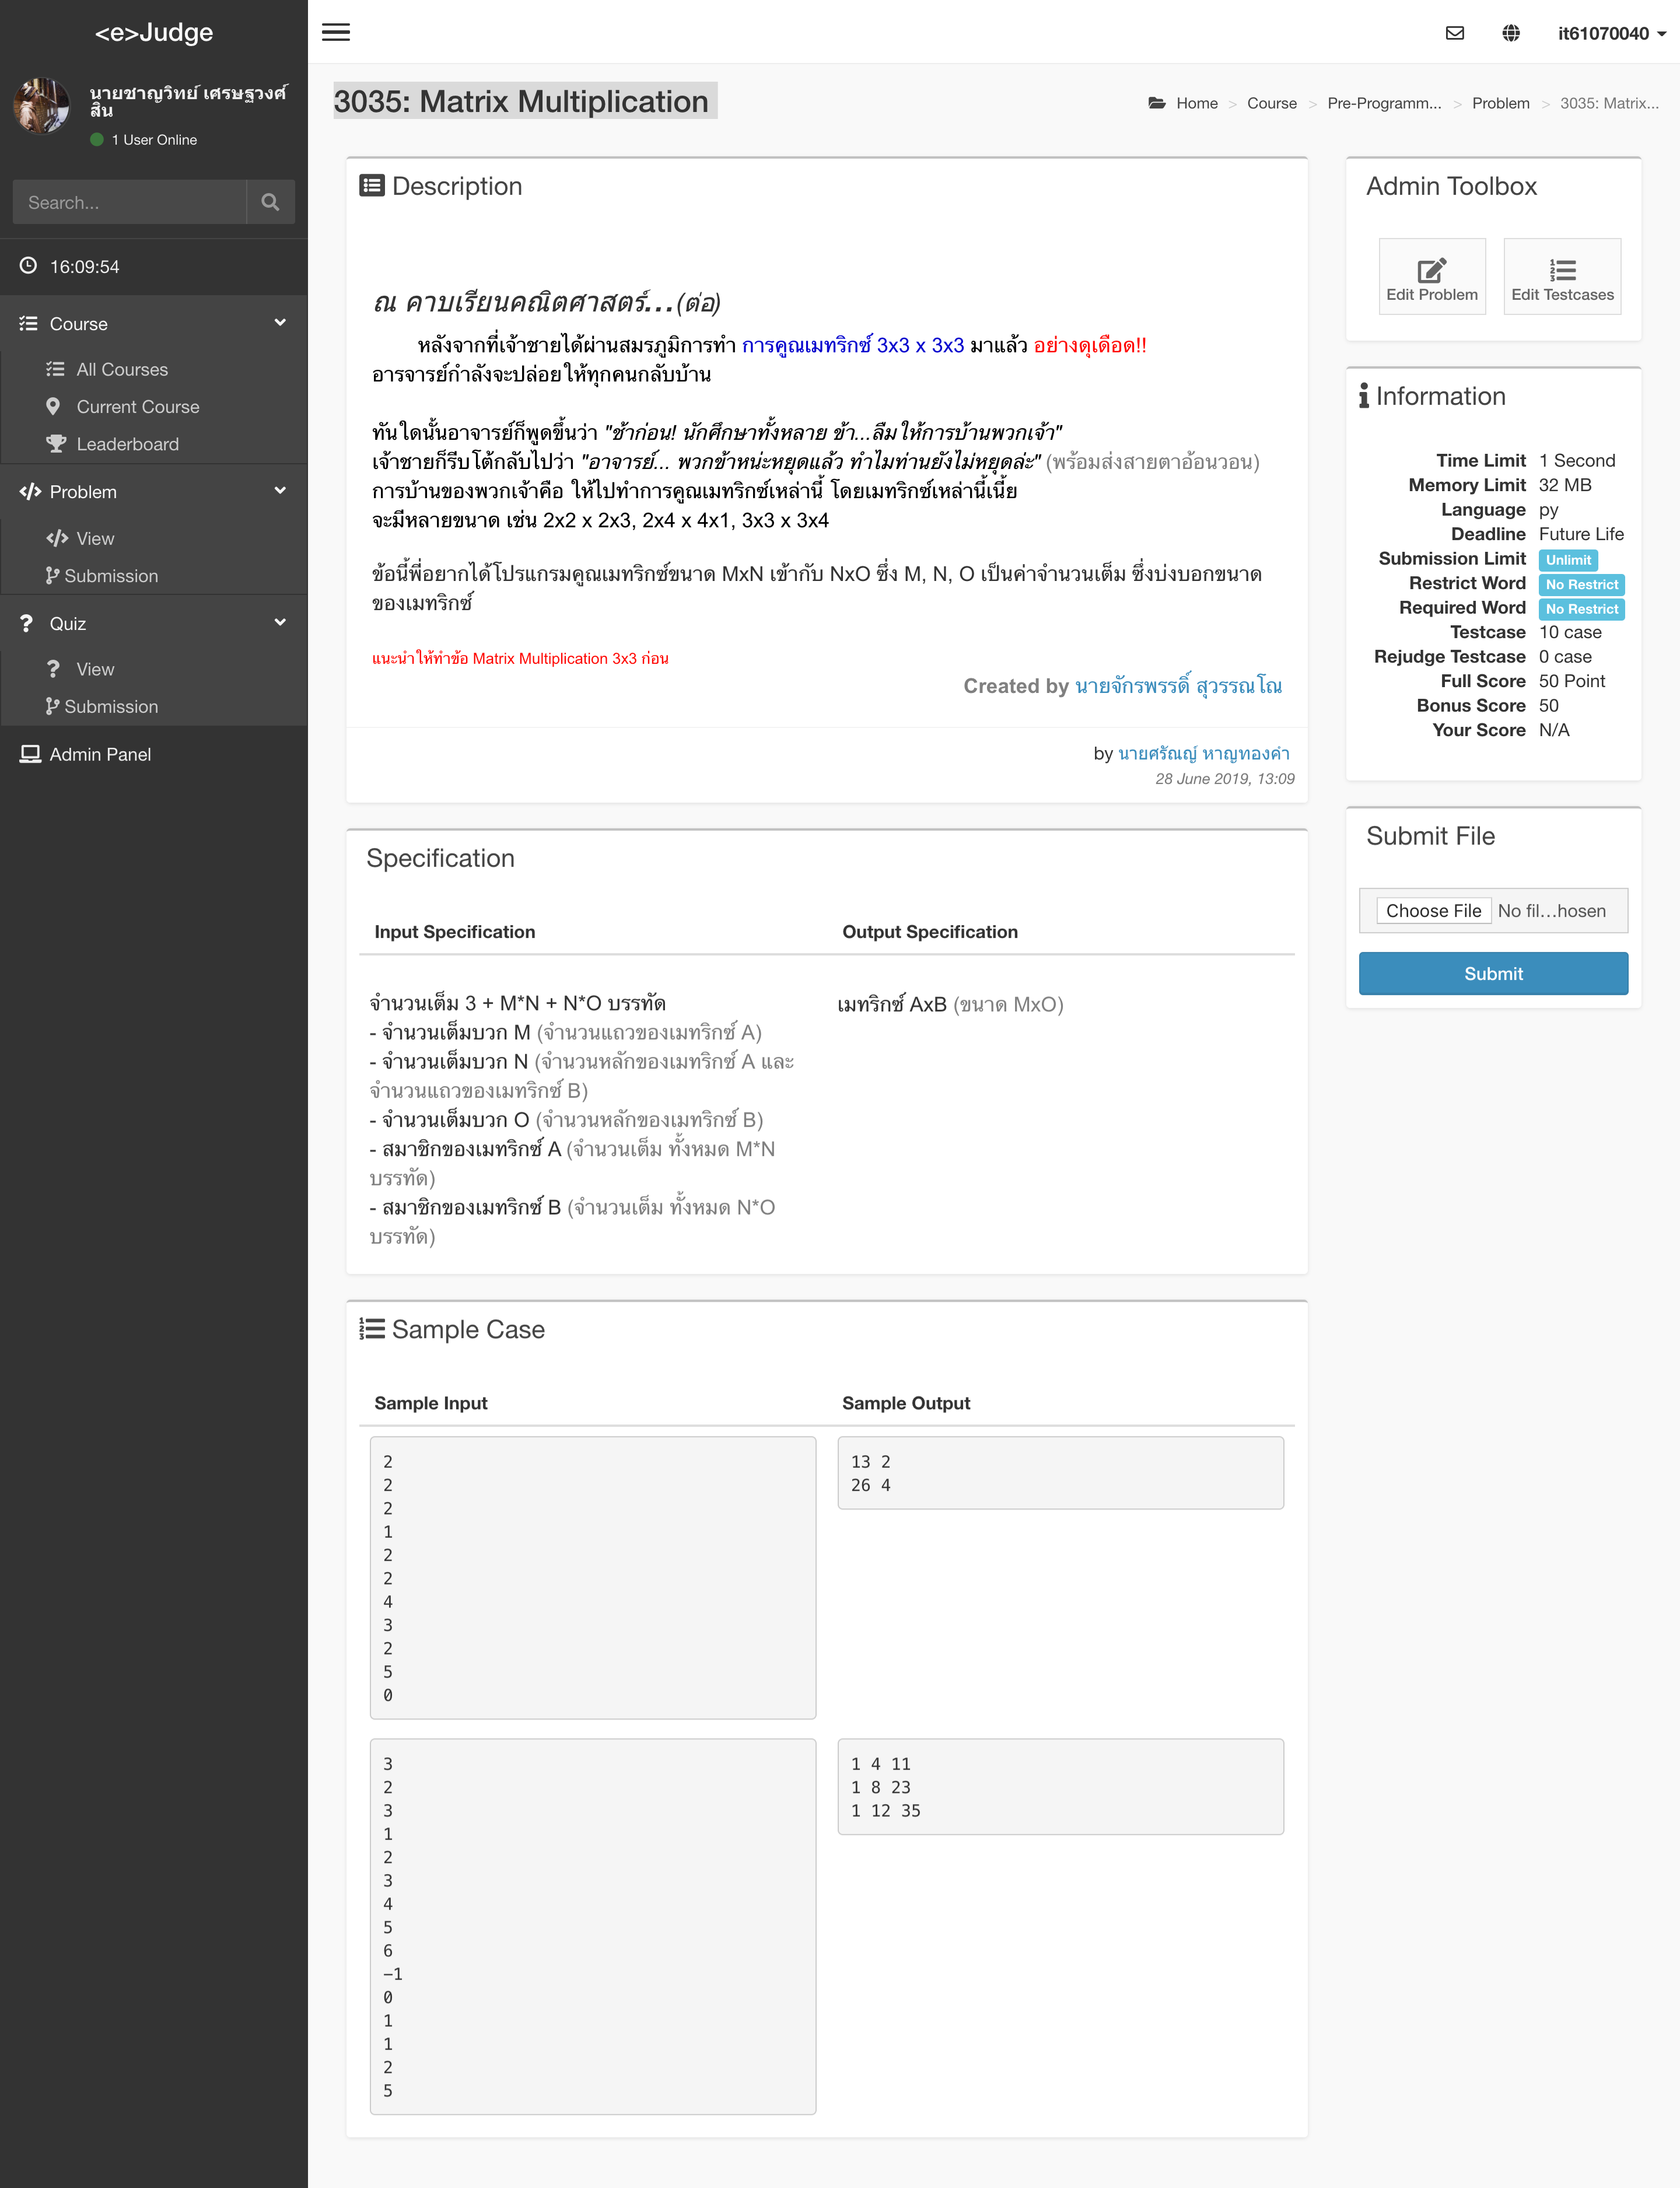 <e>Judge
นายชาญวิทย์ เศรษฐวงศ์
สิน
1 User Online
Search...
16:09:54
Course
All Courses
Current Course
Leaderboard
Problem
View
Submission
Quiz
View
Submission
Admin Panel
it61070040
3035: Matrix Multiplication
Home > Course > Pre-Programm... > Problem > 3035: Matrix...
Description
ณ คาบเรียนคณิตศาสตร์...(ต่อ)
หลังจากที่เจ้าชายได้ผ่านสมรภูมิการทำ การคูณเมทริกซ์ 3x3 x 3x3 มาแล้ว อย่างดุเดือด!!
อารจารย์กำลังจะปล่อยให้ทุกคนกลับบ้าน
ทันใดนั้นอาจารย์ก็พูดขึ้นว่า "ช้าก่อน! นักศึกษาทั้งหลาย ข้า...ลืมให้การบ้านพวกเจ้า"
เจ้าชายก็รีบโต้กลับไปว่า "อาจารย์... พวกข้าหน่ะหยุดแล้ว ทำไมท่านยังไม่หยุดล่ะ" (พร้อมส่งสายตาอ้อนวอน)
การบ้านของพวกเจ้าคือ ให้ไปทำการคูณเมทริกซ์เหล่านี้ โดยเมทริกซ์เหล่านี้เนี่ย
จะมีหลายขนาด เช่น 2x2 x 2x3, 2x4 x 4x1, 3x3 x 3x4
ข้อนี้พี่อยากได้โปรแกรมคูณเมทริกซ์ขนาด MxN เข้ากับ NxO ซึ่ง M, N, O เป็นค่าจำนวนเต็ม ซึ่งบ่งบอกขนาด
ของเมทริกซ์
แนะนำให้ทำข้อ Matrix Multiplication 3x3 ก่อน
Created by นายจักรพรรดิ์ สุวรรณโณ
by นายศรัณญ์ หาญทองคำ
28 June 2019, 13:09
Specification
Input Specification
จำนวนเต็ม 3 + M*N + N*O บรรทัด
- จำนวนเต็มบวก M (จำนวนแถวของเมทริกซ์ A)
- จำนวนเต็มบวก N (จำนวนหลักของเมทริกซ์ A และ
จำนวนแถวของเมทริกซ์ B)
- จำนวนเต็มบวก O (จำนวนหลักของเมทริกซ์ B)
- สมาชิกของเมทริกซ์ A (จำนวนเต็ม ทั้งหมด M*N
บรรทัด)
- สมาชิกของเมทริกซ์ B (จำนวนเต็ม ทั้งหมด N*O
บรรทัด)
Output Specification
เมทริกซ์ AxB (ขนาด MxO)
Sample Case
Sample Input
Sample Output
2
2
2
1
2
2
4
3
2
5
0
13 2
26 4
3
2
3
1
2
3
4
5
6
-1
0
1
1
2
5
1 4 11
1 8 23
1 12 35
Admin Toolbox
Edit Problem
Edit Testcases
Information
Time Limit 1 Second
Memory Limit 32 MB
Language py
Deadline Future Life
Submission Limit Unlimit
Restrict Word No Restrict
Required Word No Restrict
Testcase 10 case
Rejudge Testcase 0 case
Full Score 50 Point
Bonus Score 50
Your Score N/A
Submit File
Choose File No fil...hosen
Submit